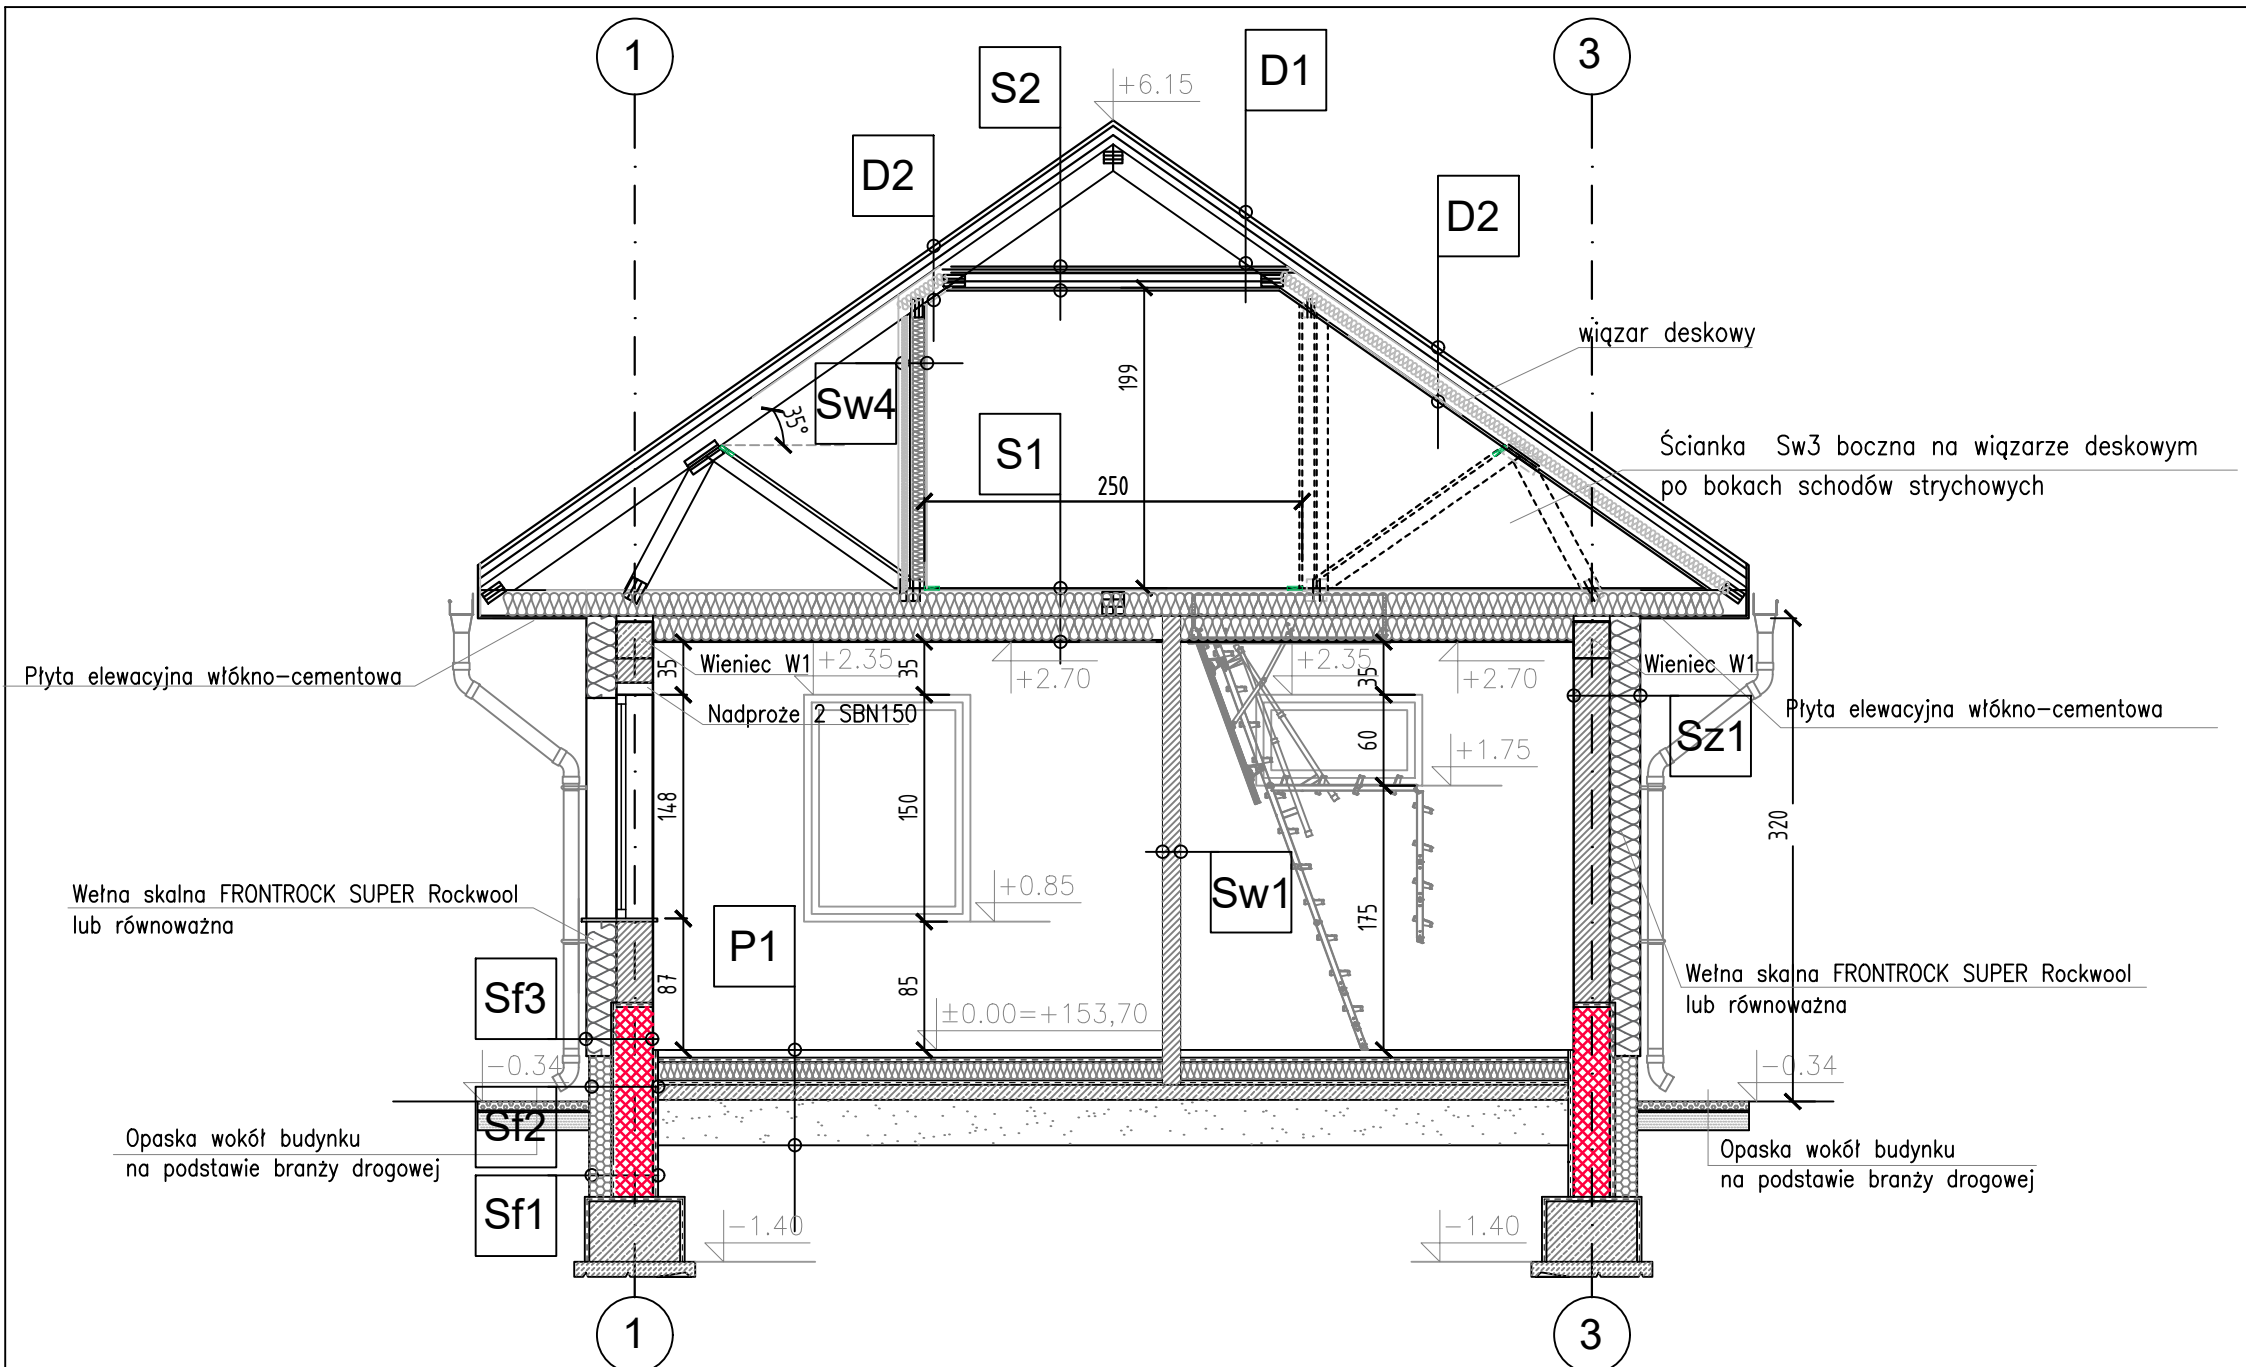 1
3
S2
D1
+6.15
D2
D2
wiązar deskowy
199
Sw4
35°
S1
250
Ścianka Sw3 boczna na wiązarze deskowym
po bokach schodów strychowych
Płyta elewacyjna włókno-cementowa
35
Wieniec W1
+2.35
35
+2.70
+2.35
35
+2.70
Wieniec W1
Nadproże 2 SBN150
Płyta elewacyjna włókno-cementowa
Sz1
60
+1.75
148
150
320
+0.85
Sw1
175
Wełna skalna FRONTROCK SUPER Rockwool
lub równoważna
P1
87
85
Sf3
Wełna skalna FRONTROCK SUPER Rockwool
lub równoważna
±0.00=+153,70
-0.34
-0.34
Sf2
Opaska wokół budynku
na podstawie branży drogowej
Opaska wokół budynku
na podstawie branży drogowej
Sf1
-1.40
-1.40
1
3